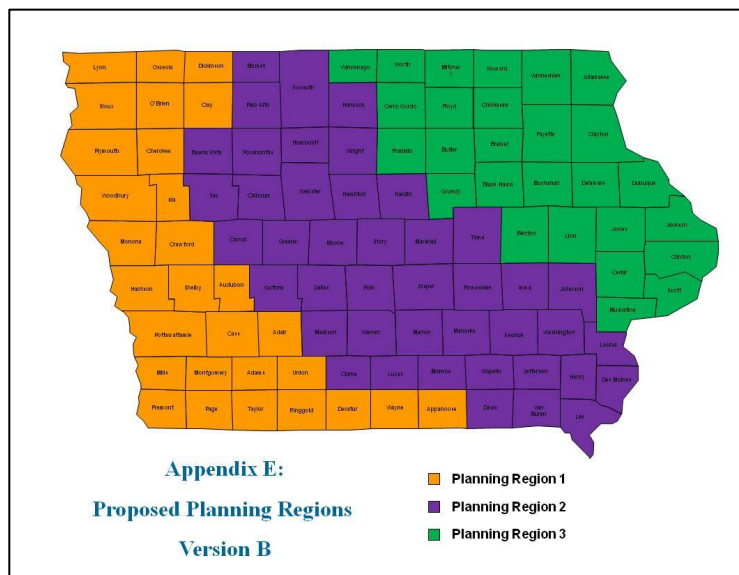 Lyon Osceola Dickinson Emmet Kossuth Winnebago Worth Mitchell Howard Winneshiek Allamakee
Sioux O'Brien Clay Palo Alto Hancock Cerro Gordo Floyd Chickasaw
Plymouth Cherokee Buena Vista Pocahontas Humboldt Wright Franklin Butler Bremer Fayette Clayton
Woodbury Ida Sac Calhoun Webster Hamilton Hardin Grundy Black Hawk Buchanan Delaware Dubuque
Monona Crawford Carroll Greene Boone Story Marshall Tama Benton Linn Jones Jackson
Clinton
Harrison Shelby Audubon Guthrie Dallas Polk Jasper Poweshiek Iowa Johnson Cedar Scott
Muscatine
Pottawattamie Cass Adair Madison Warren Marion Mahaska Keokuk Washington Louisa
Mills Montgomery Adams Union Clarke Lucas Monroe Wapello Jefferson Henry Des Moines
Fremont Page Taylor Ringgold Decatur Wayne Appanoose Davis Van Buren Lee
Appendix E:
Proposed Planning Regions
Version B
Planning Region 1
Planning Region 2
Planning Region 3